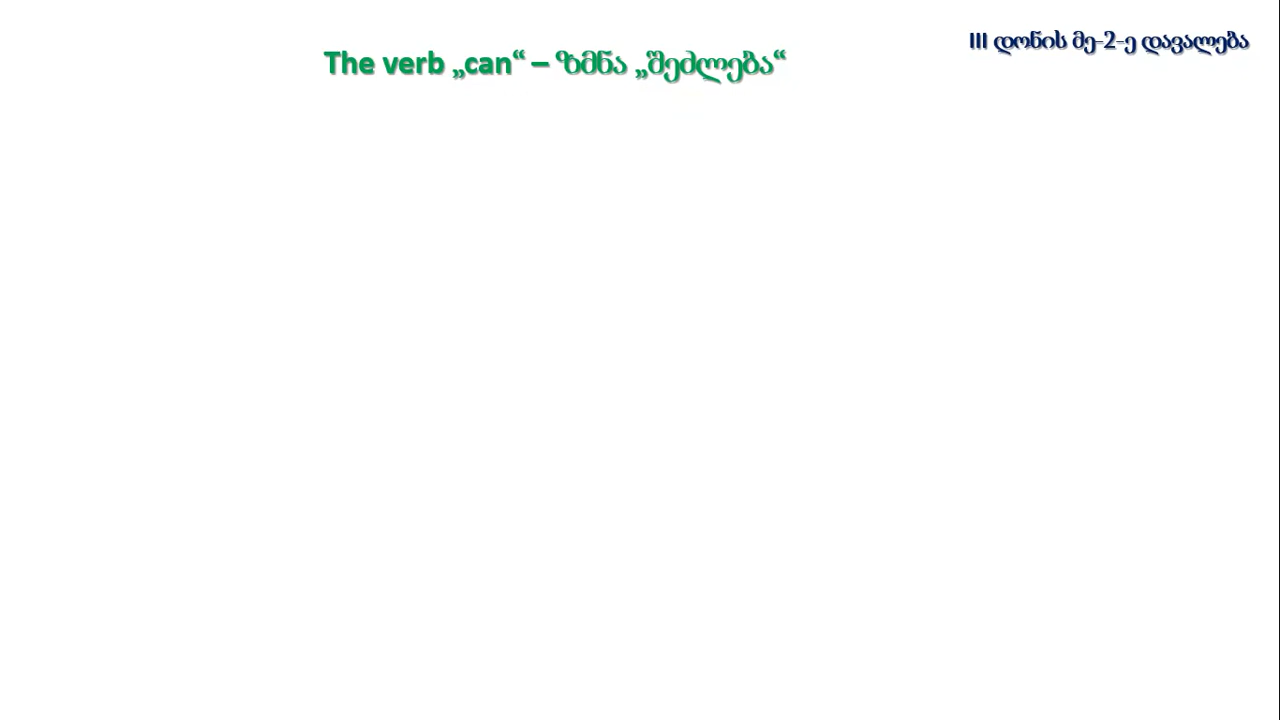 III დონის მე-2-ე დავალება
The verb „can“ – ზმნა „შეძლება“